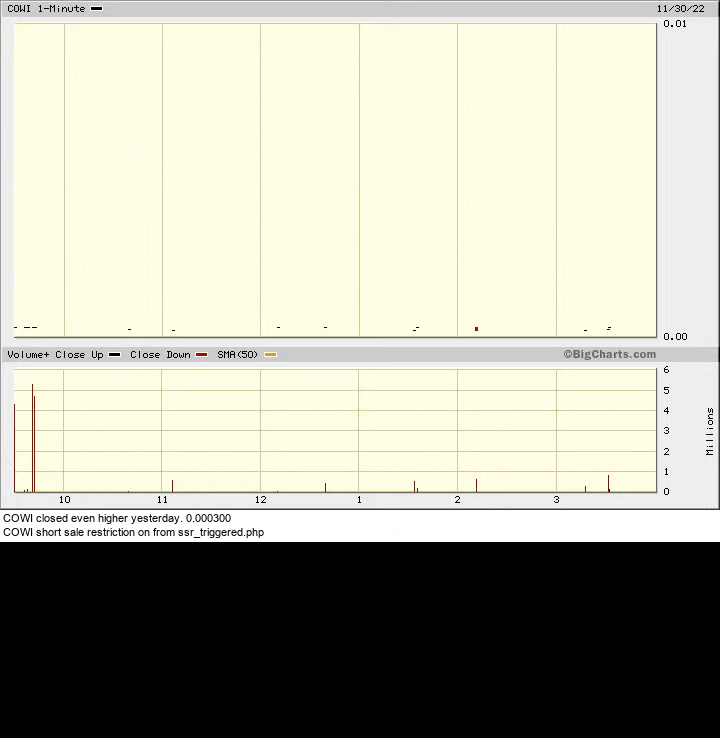 COWI 1-Minute 11/30/22
0.01
0.00
Volume+ Close Up Close Down SMA(50) ©BigCharts.com
6
5
4
3
2
1
0
Millions
10 11 12 1 2 3
COWI closed even higher yesterday. 0.000300
COWI short sale restriction on from ssr_triggered.php